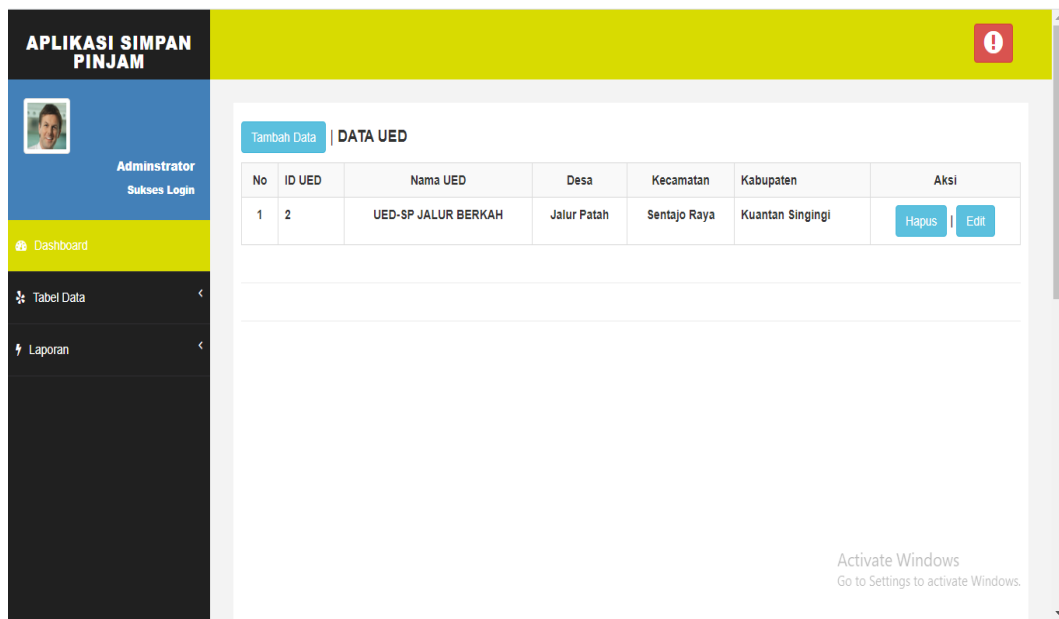 APLIKASI SIMPAN
PINJAM
Adminstrator
Sukses Login
Dashboard
Tabel Data
Laporan
Tambah Data | DATA UED
No ID UED Nama UED Desa Kecamatan Kabupaten Aksi
1 2 UED-SP JALUR BERKAH Jalur Patah Sentajo Raya Kuantan Singingi Hapus | Edit
Activate Windows
Go to Settings to activate Windows.